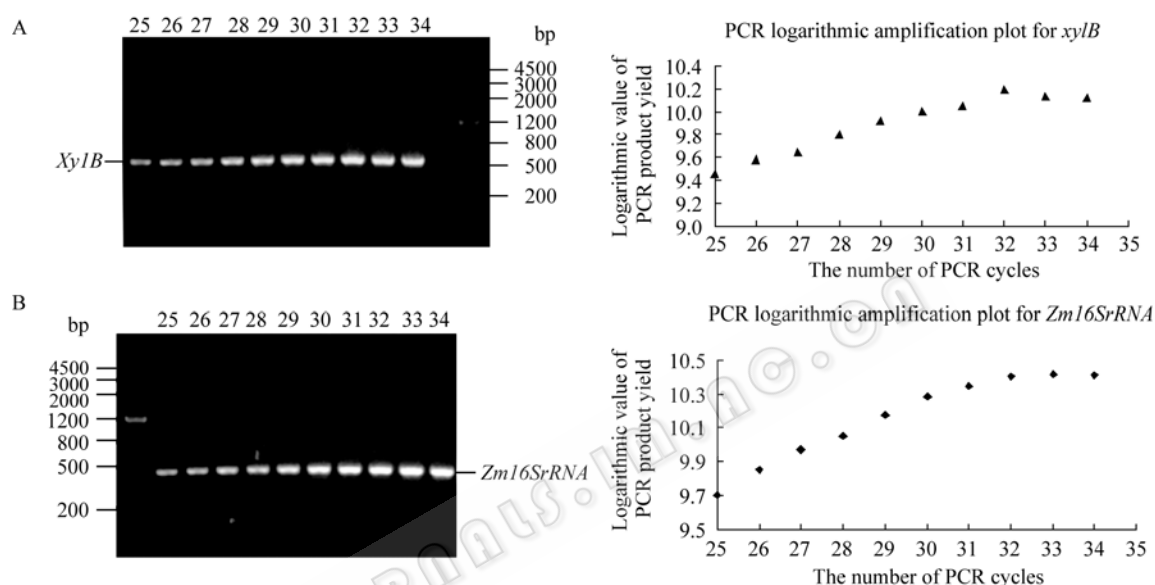 A
25 26 27 28 29 30 31 32 33 34
bp
4500
3000
2000
1200
800
500
200
XylB
PCR logarithmic amplification plot for xylB
Logarithmic value of
PCR product yield
10.4
10.2
10.0
9.8
9.6
9.4
9.2
9.0
25 26 27 28 29 30 31 32 33 34 35
The number of PCR cycles
B
bp
25 26 27 28 29 30 31 32 33 34
4500
3000
2000
1200
800
500
200
Zm16SrRNA
PCR logarithmic amplification plot for Zm16SrRNA
Logarithmic value of
PCR product yield
10.5
10.3
10.1
9.9
9.7
9.5
25 26 27 28 29 30 31 32 33 34 35
The number of PCR cycles
RNALS.IM.AC.CN